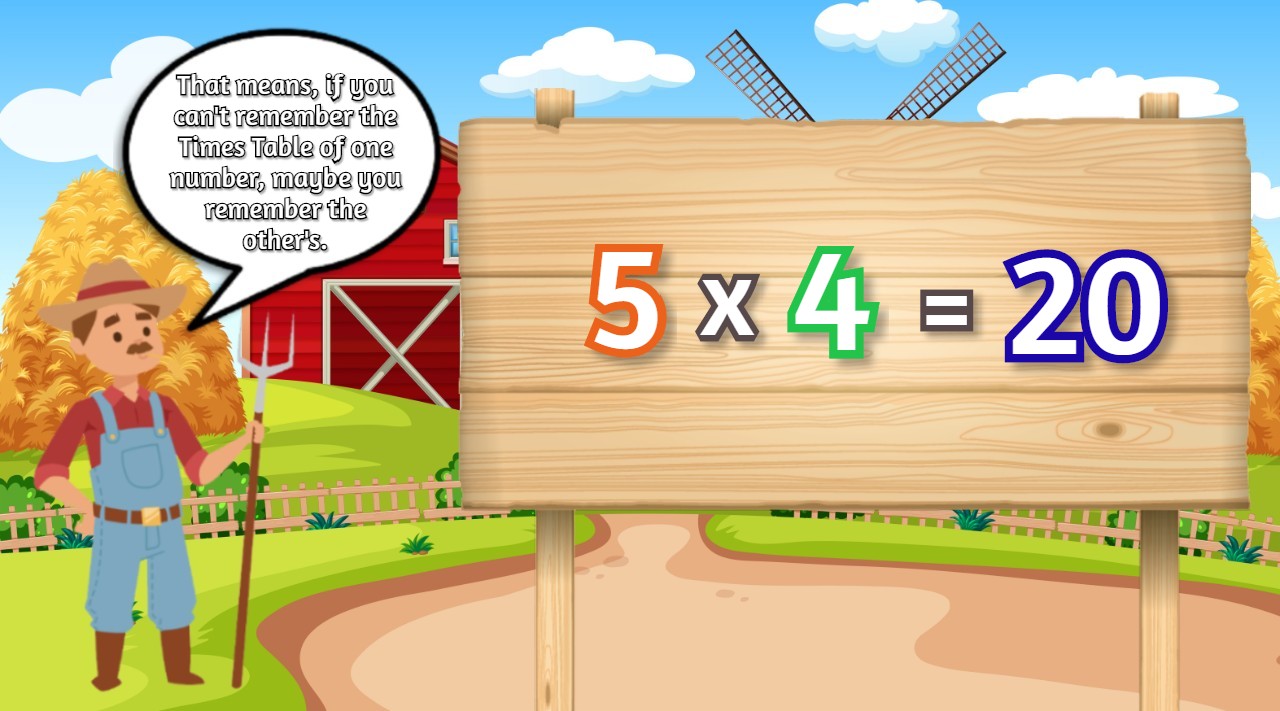 That means, if you
can't remember the
Times Table of one
number, maybe you
remember the
other's.
5 x 4 = 20